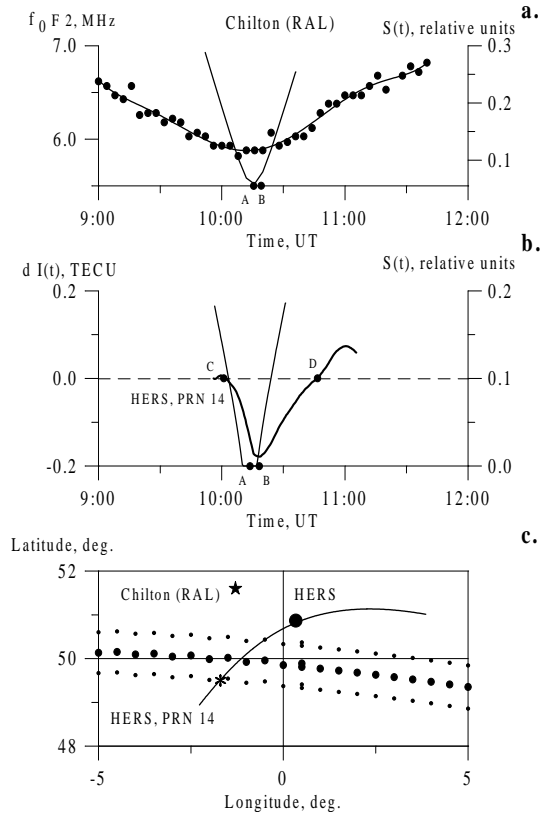 a.
f0F2, MHz
Chilton (RAL)
S(t), relative units
7.0
6.0
0.3
0.2
0.1
A B
9:00 10:00 11:00 12:00
Time, UT
b.
d I(t), TECU
S(t), relative units
0.2
0.0
-0.2
0.2
0.1
0.0
C
D
HERS, PRN 14
A B
9:00 10:00 11:00 12:00
Time, UT
c.
Latitude, deg.
52
50
48
Chilton (RAL)
HERS
HERS, PRN 14
-5 0 5
Longitude, deg.